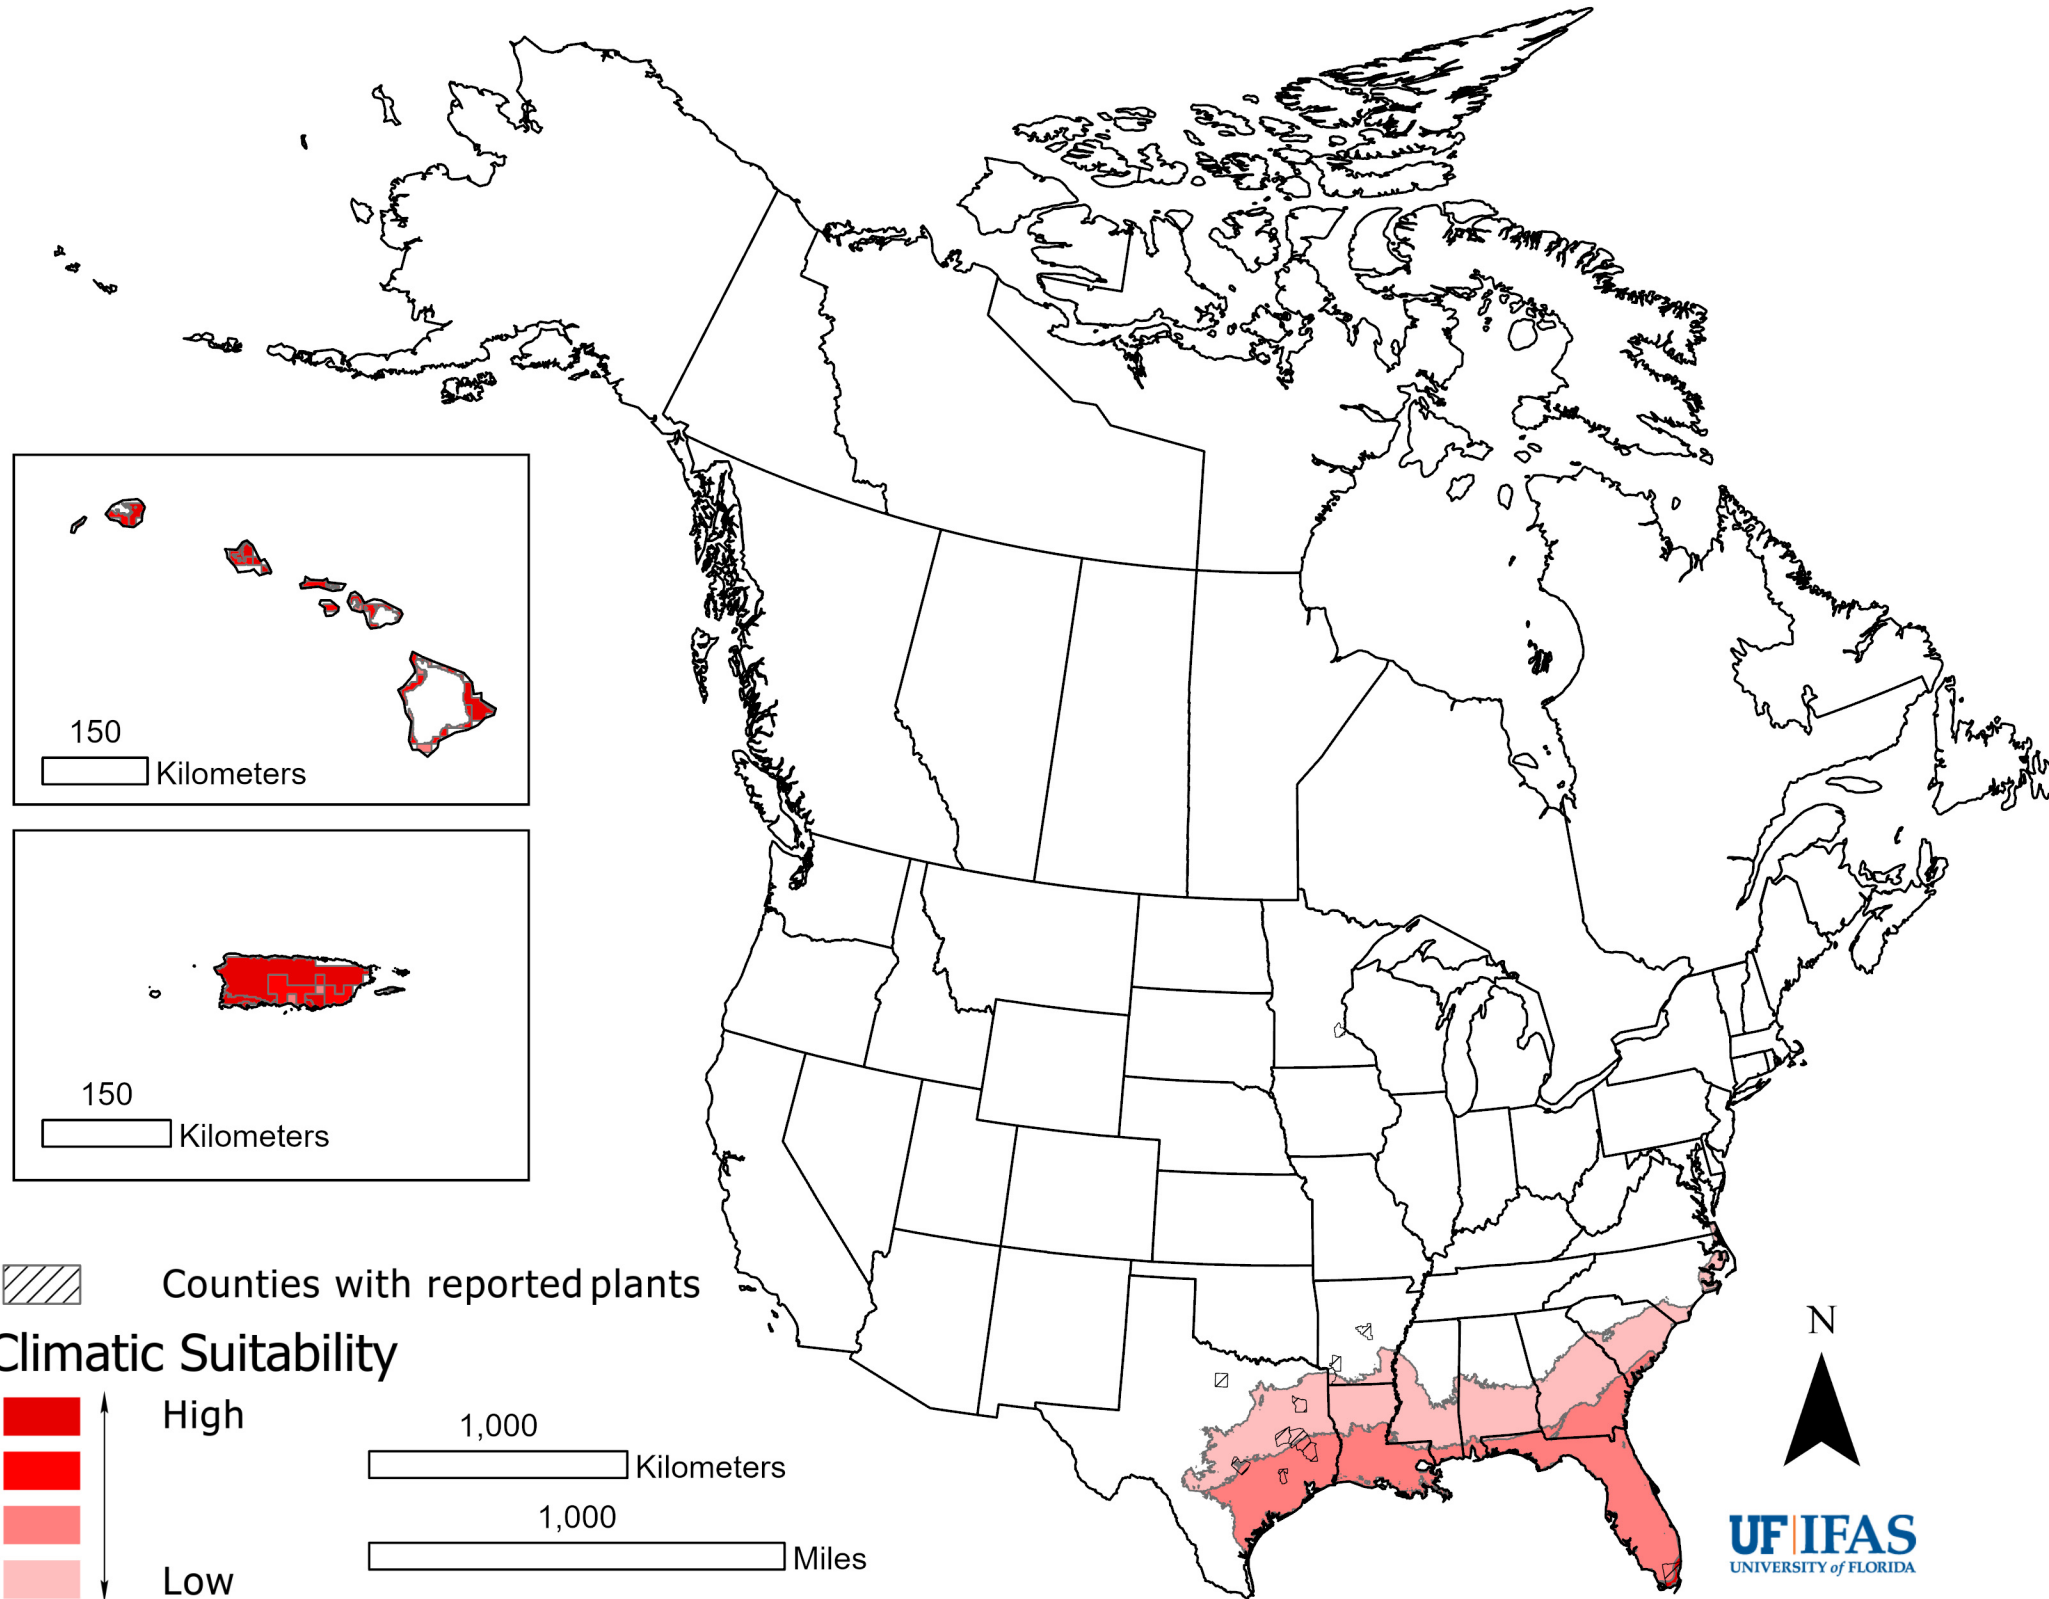 150
Kilometers
150
Kilometers
Counties with reported plants
Climatic Suitability
High
Low
1,000
Kilometers
1,000
Miles
N
UF|IFAS
UNIVERSITY of FLORIDA